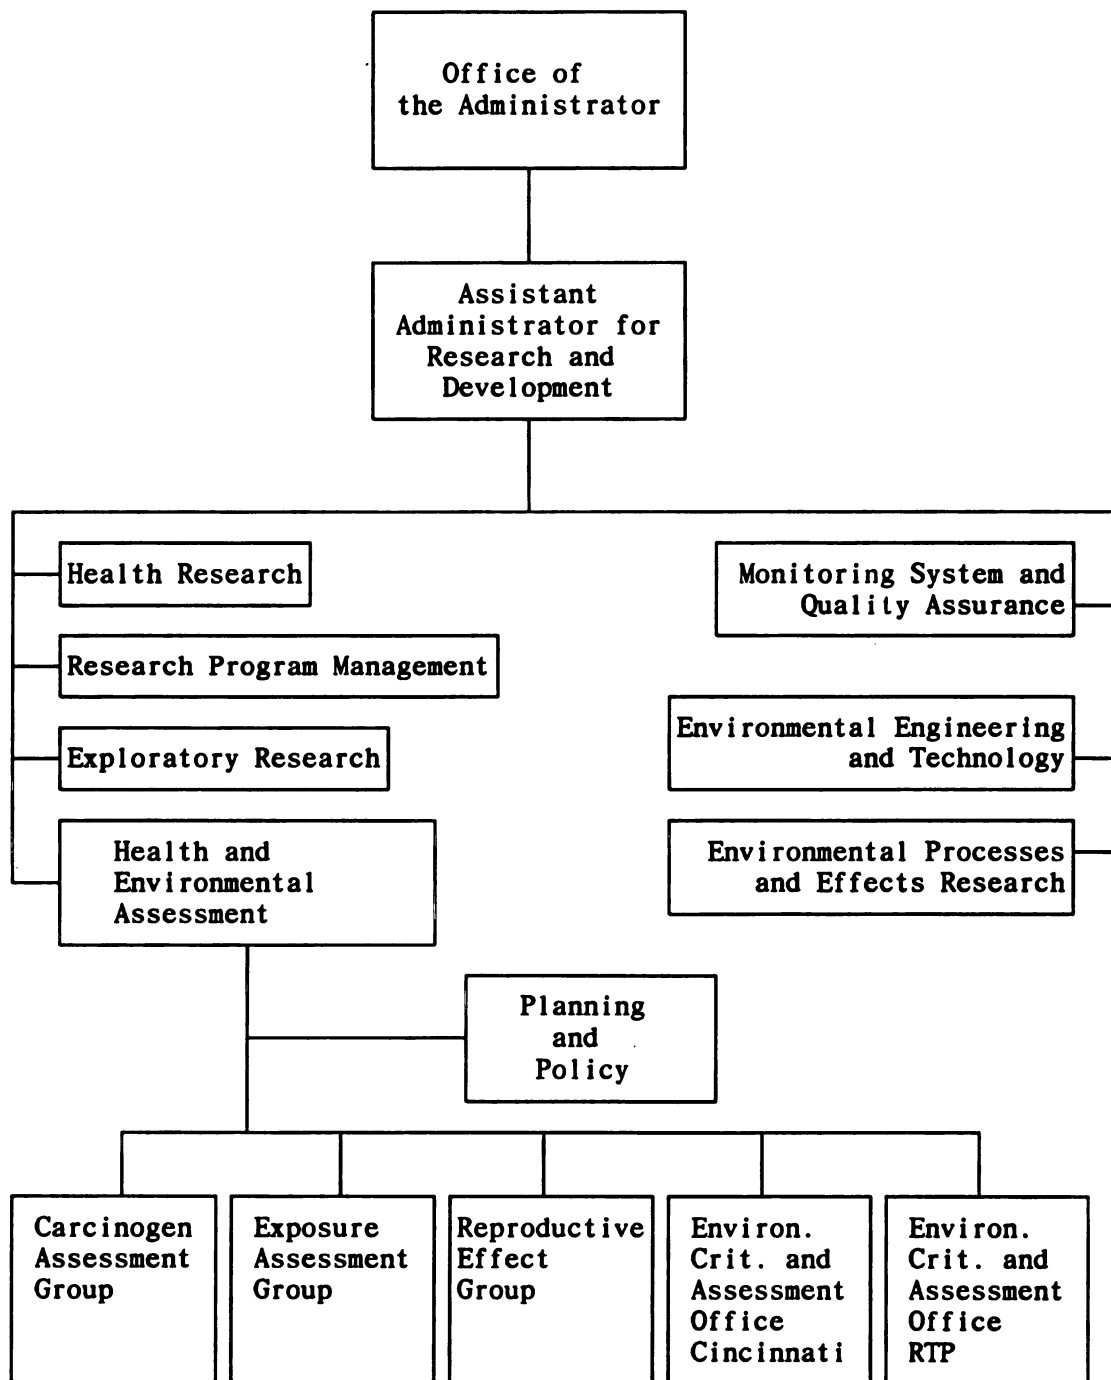 Office of
the Administrator
Assistant
Administrator for
Research and
Development
Health Research
Research Program Management
Exploratory Research
Health and
Environmental
Assessment
Monitoring System and
Quality Assurance
Environmental Engineering
and Technology
Environmental Processes
and Effects Research
Planning
and
Policy
Carcinogen
Assessment
Group
Exposure
Assessment
Group
Reproductive
Effect
Group
Environ.
Crit. and
Assessment
Office
Cincinnati
Environ.
Crit. and
Assessment
Office
RTP